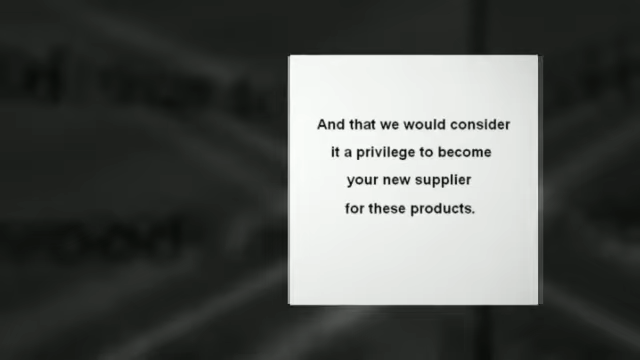 And that we would consider
it a privilege to become
your new supplier
for these products.